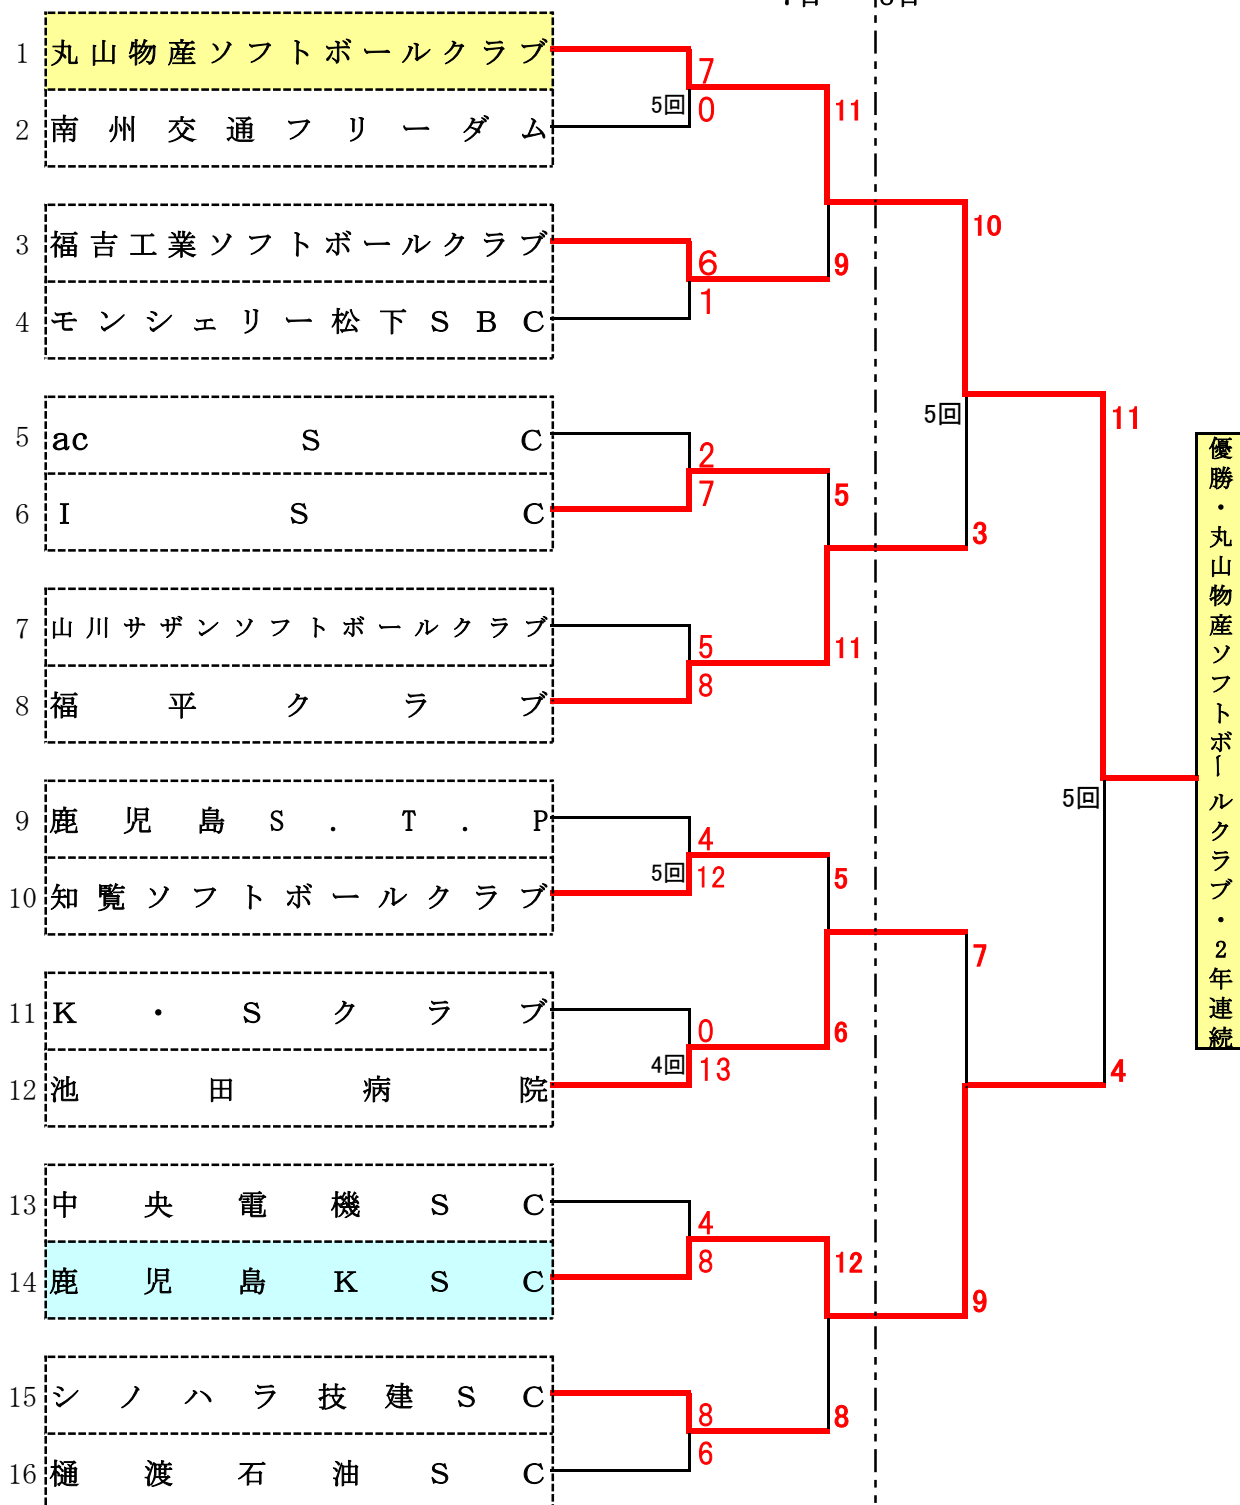 1 丸山物産ソフトボールクラブ
7
5回
0
2 南州交通フリーダム
11
10
3 福吉工業ソフトボールクラブ
6
9
1
4 モンシェリー松下SBC
5回
11
5 ac S C
2
7
5
6 I S C
3
7 山川サザンソフトボールクラブ
5
11
8
8 福平クラブ
5回
9 鹿児島S.T.P
4
5回
12
5
10 知覧ソフトボールクラブ
7
11 K・Sクラブ
0
6
4回
13
12 池田病院
4
13 中央電機SC
4
8
12
14 鹿児島KSC
9
15 シノハラ技建SC
8
8
6
16 樋渡石油SC
優勝・丸山物産ソフトボールクラブ・2年連続